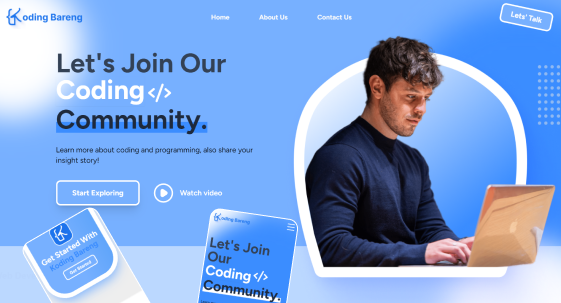 Koding Bareng
Home
About Us
Contact Us
Lets' Talk
Let's Join Our
Coding </>
Community.
Learn more about coding and programming, also share your
insight story!
Start Exploring
Watch video
Get Started With
Koding Bareng
Get Started
Koding Bareng
Let's Join
Our
Coding </>
Community.